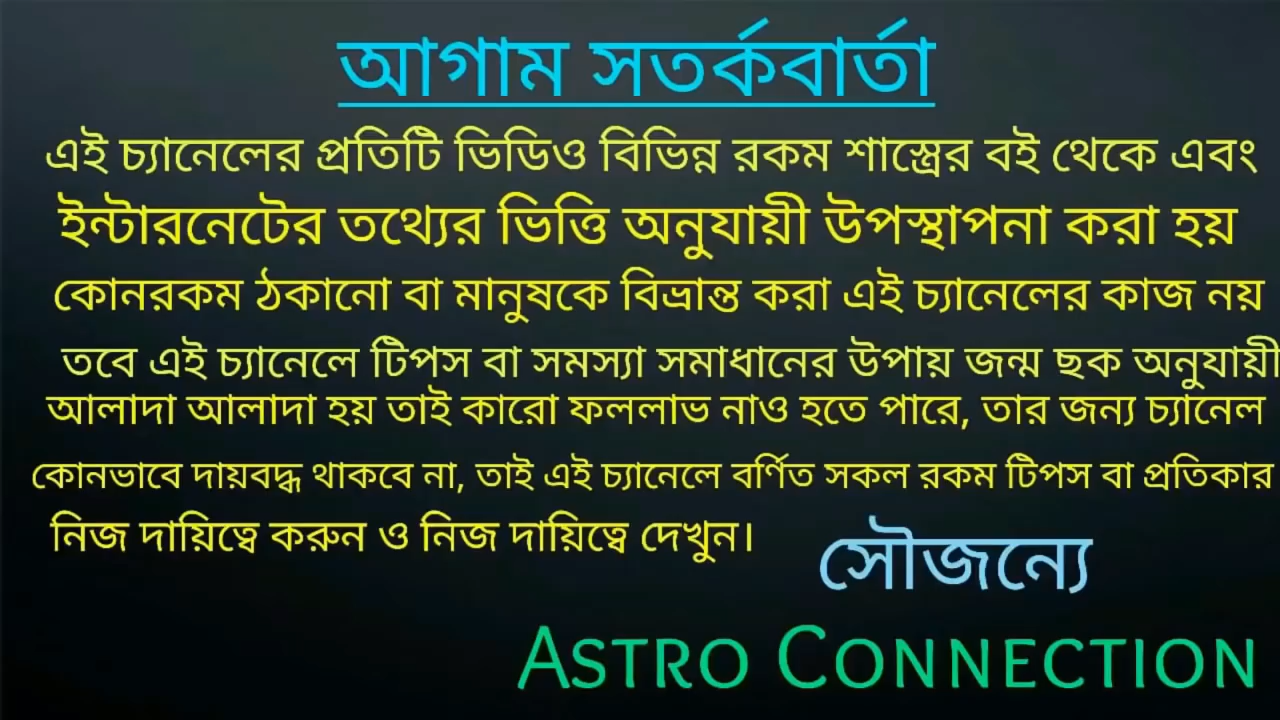 আগাম সতর্কবার্তা
এই চ্যানেলের প্রতিটি ভিডিও বিভিন্ন রকম শাস্ত্রের বই থেকে এবং
ইন্টারনেটের তথ্যের ভিত্তি অনুযায়ী উপস্থাপনা করা হয়
কোনরকম ঠকানো বা মানুষকে বিভ্রান্ত করা এই চ্যানেলের কাজ নয়
তবে এই চ্যানেলে টিপস বা সমস্যা সমাধানের উপায় জন্ম ছক অনুযায়ী
আলাদা আলাদা হয় তাই কারো ফললাভ নাও হতে পারে, তার জন্য চ্যানেল
কোনভাবে দায়বদ্ধ থাকবে না, তাই এই চ্যানেলে বর্ণিত সকল রকম টিপস বা প্রতিকার
নিজ দায়িত্বে করুন ও নিজ দায়িত্বে দেখুন।
সৌজন্যে
ASTRO CONNECTION